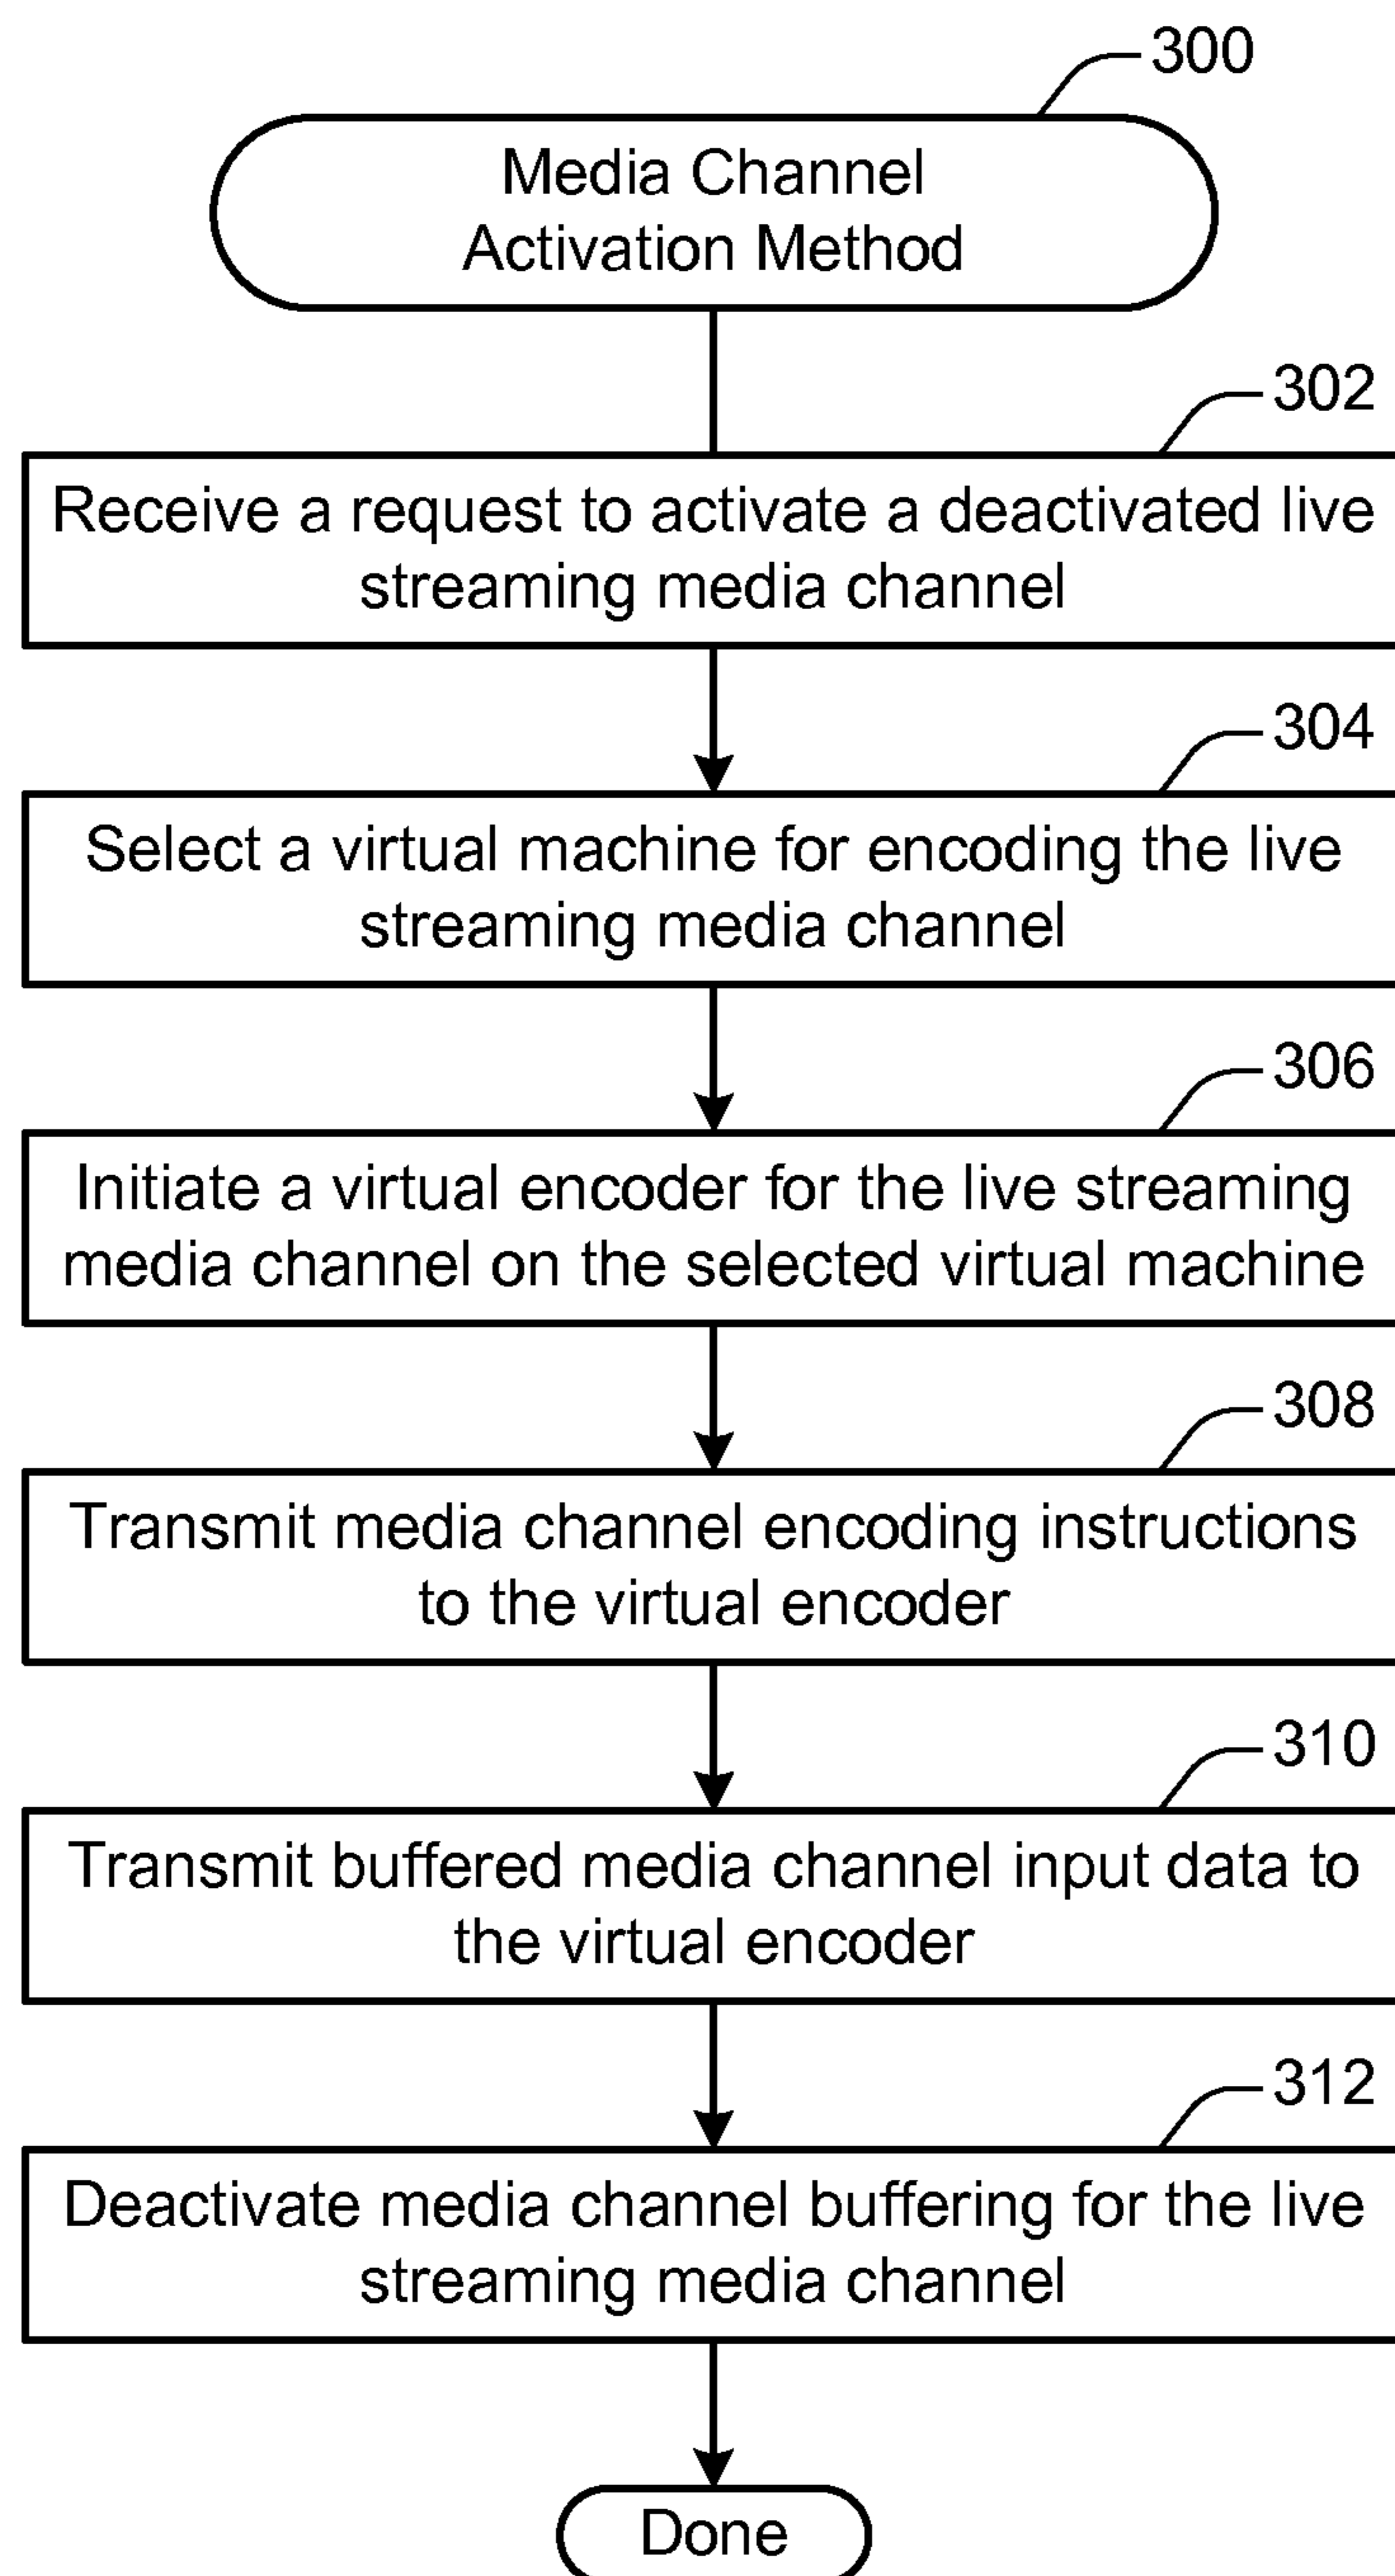 300
Media Channel
Activation Method
302
Receive a request to activate a deactivated live
streaming media channel
304
Select a virtual machine for encoding the live
streaming media channel
306
Initiate a virtual encoder for the live streaming
media channel on the selected virtual machine
308
Transmit media channel encoding instructions
to the virtual encoder
310
Transmit buffered media channel input data to
the virtual encoder
312
Deactivate media channel buffering for the live
streaming media channel
Done